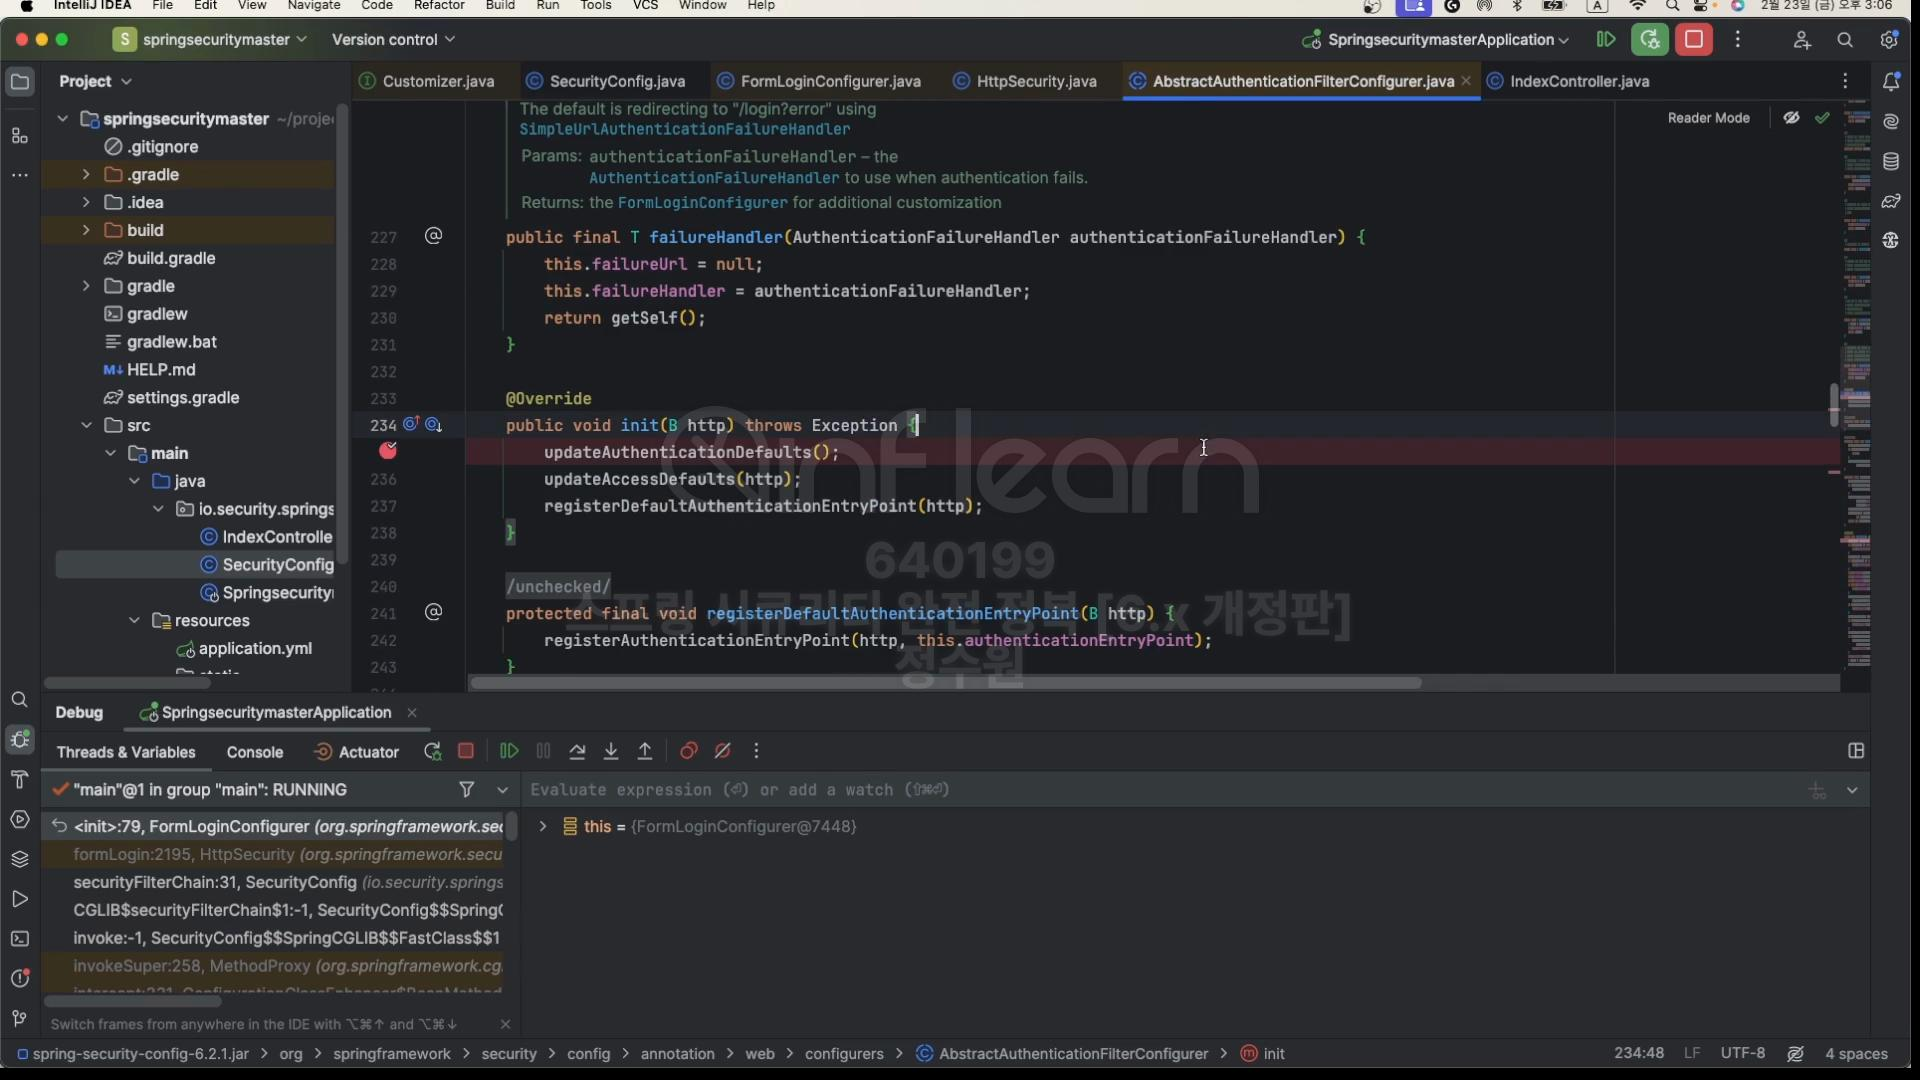 IntelliJ IDEA File Edit View Navigate Code Refactor Build Run Tools VCS Window Help A 2월 23일 (금) 오후 3:06
S springsecuritymaster Version control SpringsecuritymasterApplication
Project Customizer.java SecurityConfig.java FormLoginConfigurer.java HttpSecurity.java AbstractAuthenticationFilterConfigurer.java IndexController.java
Reader Mode
springsecuritymaster ~/proje
.gitignore
.gradle
.idea
build
build.gradle
gradle
gradlew
gradlew.bat
M↓ HELP.md
settings.gradle
src
main
java
io.security.springs
IndexControlle
SecurityConfig
Springsecurity
resources
application.yml
The default is redirecting to "/login?error" using
SimpleUrlAuthenticationFailureHandler
Params: authenticationFailureHandler – the
AuthenticationFailureHandler to use when authentication fails.
Returns: the FormLoginConfigurer for additional customization
227 public final T failureHandler(AuthenticationFailureHandler authenticationFailureHandler) {
228 this.failureUrl = null;
229 this.failureHandler = authenticationFailureHandler;
230 return getSelf();
231 }
232
233 @Override
234 public void init(B http) throws Exception {
updateAuthenticationDefaults();
236 updateAccessDefaults(http);
237 registerDefaultAuthenticationEntryPoint(http);
238 }
239
240 /unchecked/
241 protected final void registerDefaultAuthenticationEntryPoint(B http) {
242 registerAuthenticationEntryPoint(http, this.authenticationEntryPoint);
243 }
inflearn
640199
스프링 시큐리티 완전 정복 [6.x 개정판]
정수원
Debug SpringsecuritymasterApplication
Threads & Variables Console Actuator
"main"@1 in group "main": RUNNING
Evaluate expression (⏎) or add a watch (⇧⌘⏎)
<init>:79, FormLoginConfigurer (org.springframework.sec
this = {FormLoginConfigurer@7448}
formLogin:2195, HttpSecurity (org.springframework.secu
securityFilterChain:31, SecurityConfig (io.security.springs
CGLIB$securityFilterChain$1:-1, SecurityConfig$$Spring
invoke:-1, SecurityConfig$$SpringCGLIB$$FastClass$$1
invokeSuper:258, MethodProxy (org.springframework.cg
Switch frames from anywhere in the IDE with ⌥⌘↑ and ⌥⌘↓
spring-security-config-6.2.1.jar > org > springframework > security > config > annotation > web > configurers > AbstractAuthenticationFilterConfigurer > init 234:48 LF UTF-8 4 spaces